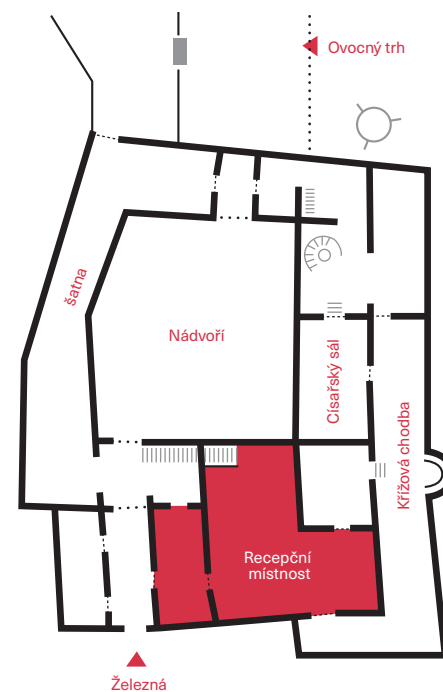 Ovocný trh
šatna
Nádvoří
Císařský sál
Křížová chodba
Recepční
místnost
Železná